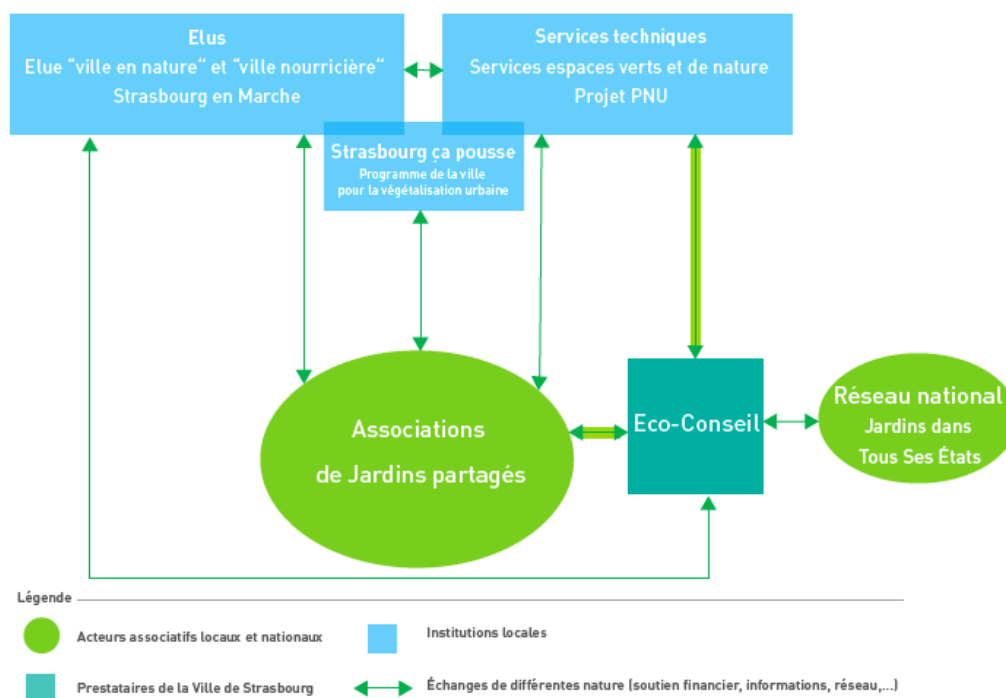 Elus
Elue “ville en nature“ et “ville nourricière“
Strasbourg en Marche
Services techniques
Services espaces verts et de nature
Projet PNU
Strasbourg ça pousse
Programme de la ville
pour la végétalisation urbaine
Associations
de Jardins partagés
Eco-Conseil
Réseau national
Jardins dans
Tous Ses États
Légende
Acteurs associatifs locaux et nationaux
Institutions locales
Prestataires de la Ville de Strasbourg
Échanges de différentes nature (soutien financier, informations, réseau,...)